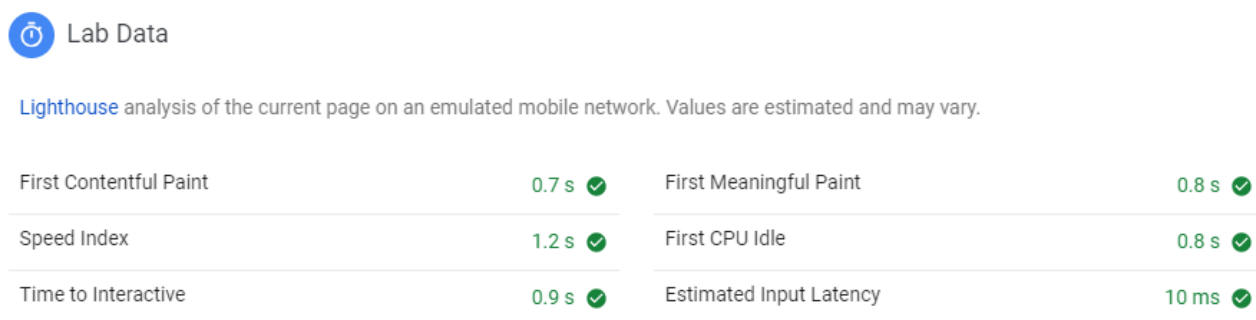 Lab Data
Lighthouse analysis of the current page on an emulated mobile network. Values are estimated and may vary.
First Contentful Paint 0.7 s
First Meaningful Paint 0.8 s
Speed Index 1.2 s
First CPU Idle 0.8 s
Time to Interactive 0.9 s
Estimated Input Latency 10 ms